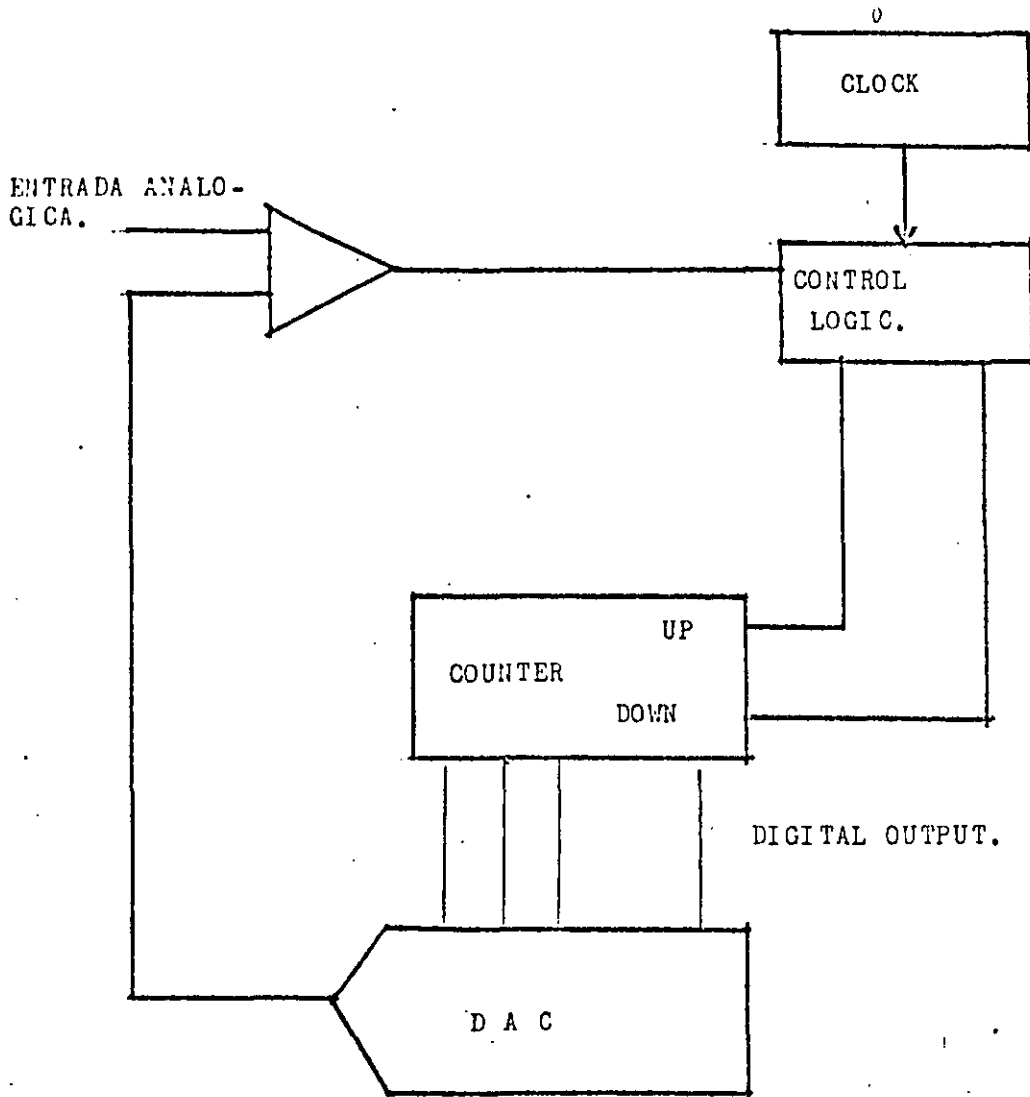 CLOCK
ENTRADA ANALO-
GICA.
CONTROL
LOGIC.
UP
COUNTER
DOWN
DIGITAL OUTPUT.
D A C